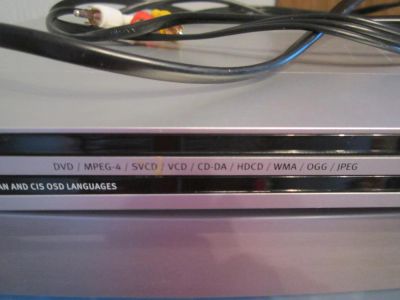 DVD / MPEG-4 / SVCD / VCD / CD-DA / HDCD / WMA / OGG / JPEG
AN AND CIS OSD LANGUAGES